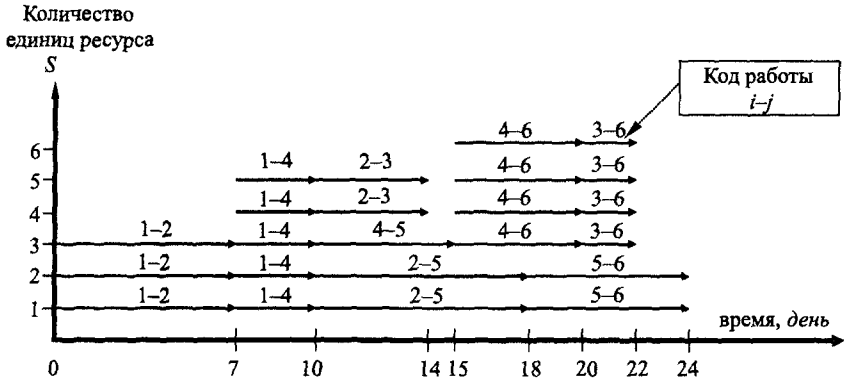 Количество
единиц ресурса
S
Код работы
i–j
6 4–6 3–6
5 1–4 2–3 4–6 3–6
4 1–4 2–3 4–6 3–6
3 1–2 1–4 4–5 4–6 3–6
2 1–2 1–4 2–5 5–6
1 1–2 1–4 2–5 5–6
время, день
0 7 10 14 15 18 20 22 24